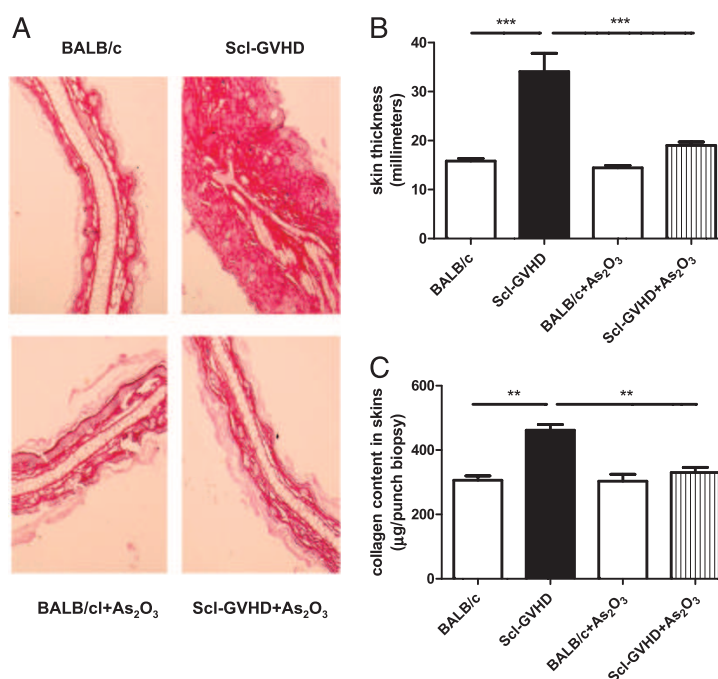 A
BALB/c
Scl-GVHD
BALB/cl+As₂O₃
Scl-GVHD+As₂O₃
B
***
***
skin thickness
(millimeters)
40
30
20
10
0
BALB/c
Scl-GVHD
BALB/c+As₂O₃
Scl-GVHD+As₂O₃
C
**
**
collagen content in skins
(µg/punch biopsy)
600
400
200
0
BALB/c
Scl-GVHD
BALB/c+As₂O₃
Scl-GVHD+As₂O₃